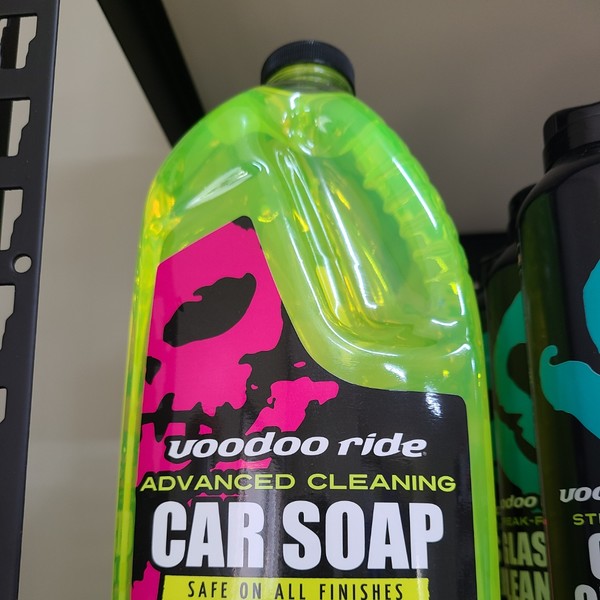 voodoo ride
ADVANCED CLEANING
CAR SOAP
SAFE ON ALL FINISHES